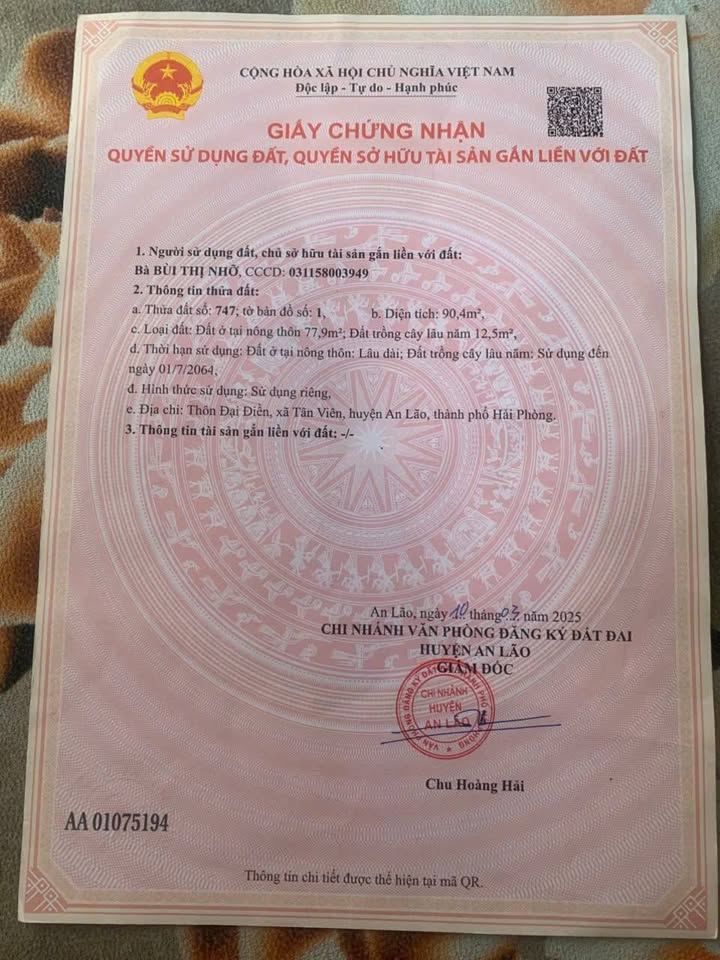 CỘNG HÒA XÃ HỘI CHỦ NGHĨA VIỆT NAM
Độc lập - Tự do - Hạnh phúc
GIẤY CHỨNG NHẬN
QUYỀN SỬ DỤNG ĐẤT, QUYỀN SỞ HỮU TÀI SẢN GẮN LIỀN VỚI ĐẤT
1. Người sử dụng đất, chủ sở hữu tài sản gắn liền với đất:
Bà BÙI THỊ NHỠ, CCCD: 031158003949
2. Thông tin thửa đất:
a. Thửa đất số: 747; tờ bản đồ số: 1, b. Diện tích: 90,4m²,
c. Loại đất: Đất ở tại nông thôn 77,9m²; Đất trồng cây lâu năm 12,5m²,
d. Thời hạn sử dụng: Đất ở tại nông thôn: Lâu dài; Đất trồng cây lâu năm: Sử dụng đến
ngày 01/7/2064,
đ. Hình thức sử dụng: Sử dụng riêng,
e. Địa chỉ: Thôn Đại Điền, xã Tân Viên, huyện An Lão, thành phố Hải Phòng.
3. Thông tin tài sản gắn liền với đất: -/-
An Lão, ngày 10 tháng 03 năm 2025
CHI NHÁNH VĂN PHÒNG ĐĂNG KÝ ĐẤT ĐAI
HUYỆN AN LÃO
GIÁM ĐỐC
CHI NHÁNH
HUYỆN
AN LÃO
Chu Hoàng Hải
AA 01075194
Thông tin chi tiết được thể hiện tại mã QR.